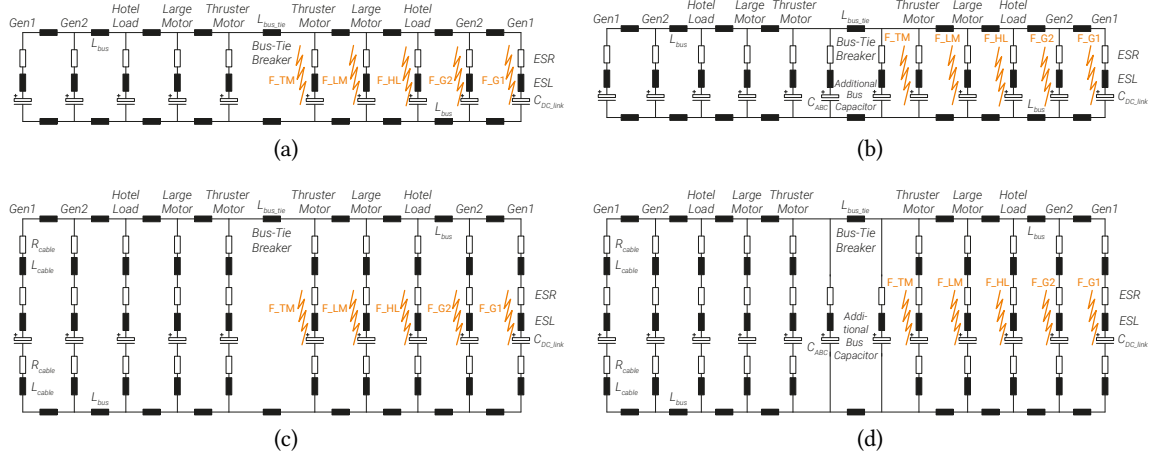 Gen1 Gen2 Hotel Load Large Motor Thruster Motor L_bus_tie Thruster Motor Large Motor Hotel Load Gen2 Gen1
L_bus
Bus-Tie Breaker
F_TM F_LM F_HL F_G2 F_G1
ESR
ESL
C_DC_link
L_bus
(a)
Gen1 Gen2 Hotel Load Large Motor Thruster Motor L_bus_tie Thruster Motor Large Motor Hotel Load Gen2 Gen1
L_bus
Bus-Tie Breaker
F_TM F_LM F_HL F_G2 F_G1
ESR
ESL
Additional Bus Capacitor
C_ABC
C_DC_link
L_bus
(b)
Gen1 Gen2 Hotel Load Large Motor Thruster Motor L_bus_tie Thruster Motor Large Motor Hotel Load Gen2 Gen1
L_bus
Bus-Tie Breaker
R_cable
L_cable
F_TM F_LM F_HL F_G2 F_G1
ESR
ESL
C_DC_link
R_cable
L_cable
L_bus
(c)
Gen1 Gen2 Hotel Load Large Motor Thruster Motor L_bus_tie Thruster Motor Large Motor Hotel Load Gen2 Gen1
L_bus
Bus-Tie Breaker
R_cable
L_cable
F_TM F_LM F_HL F_G2 F_G1
ESR
ESL
Addi-
tional
Bus
Capacitor
C_ABC
C_DC_link
R_cable
L_cable
L_bus
(d)